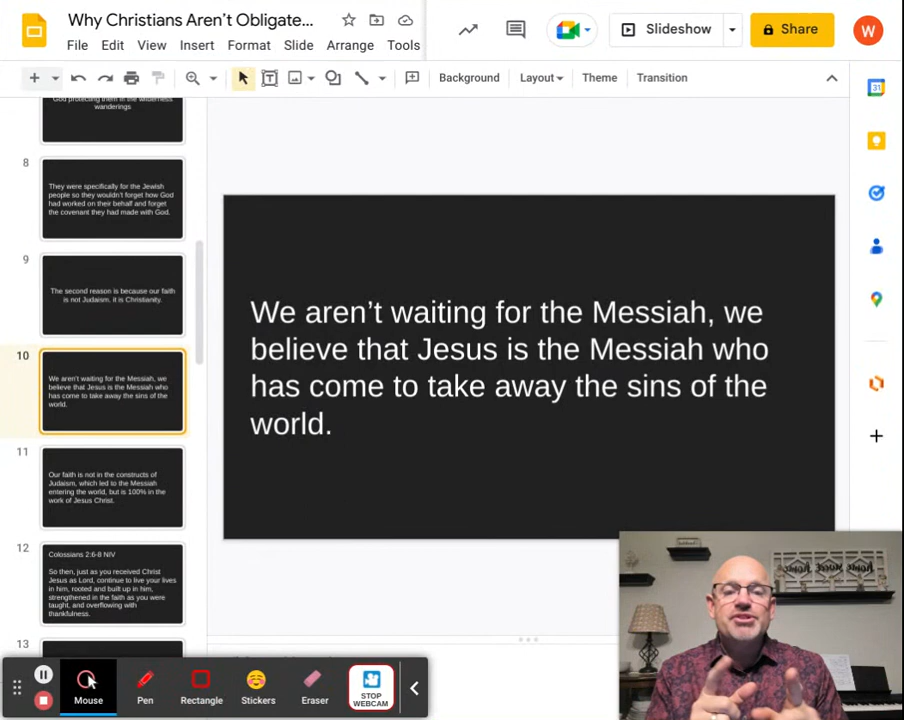 Why Christians Aren't Obligate...
File Edit View Insert Format Slide Arrange Tools
Slideshow
Share
W
Background Layout Theme Transition
31
God protecting them in the wilderness
wanderings
8
They were specifically for the Jewish
people so they wouldn't forget how God
had worked on their behalf and forget
the covenant they had made with God.
9
The second reason is because our faith
is not Judaism. It is Christianity.
10
We aren't waiting for the Messiah, we
believe that Jesus is the Messiah who
has come to take away the sins of the
world.
11
Our faith is not in the constructs of
Judaism, which led to the Messiah
entering the world, but is 100% in the
work of Jesus Christ.
12
Colossians 2:6-8 NIV
So then, just as you received Christ
Jesus as Lord, continue to live your lives
in him, rooted and built up in him,
strengthened in the faith as you were
taught, and overflowing with
thankfulness.
13
We aren't waiting for the Messiah, we
believe that Jesus is the Messiah who
has come to take away the sins of the
world.
Mouse
Pen
Rectangle
Stickers
Eraser
STOP
WEBCAM